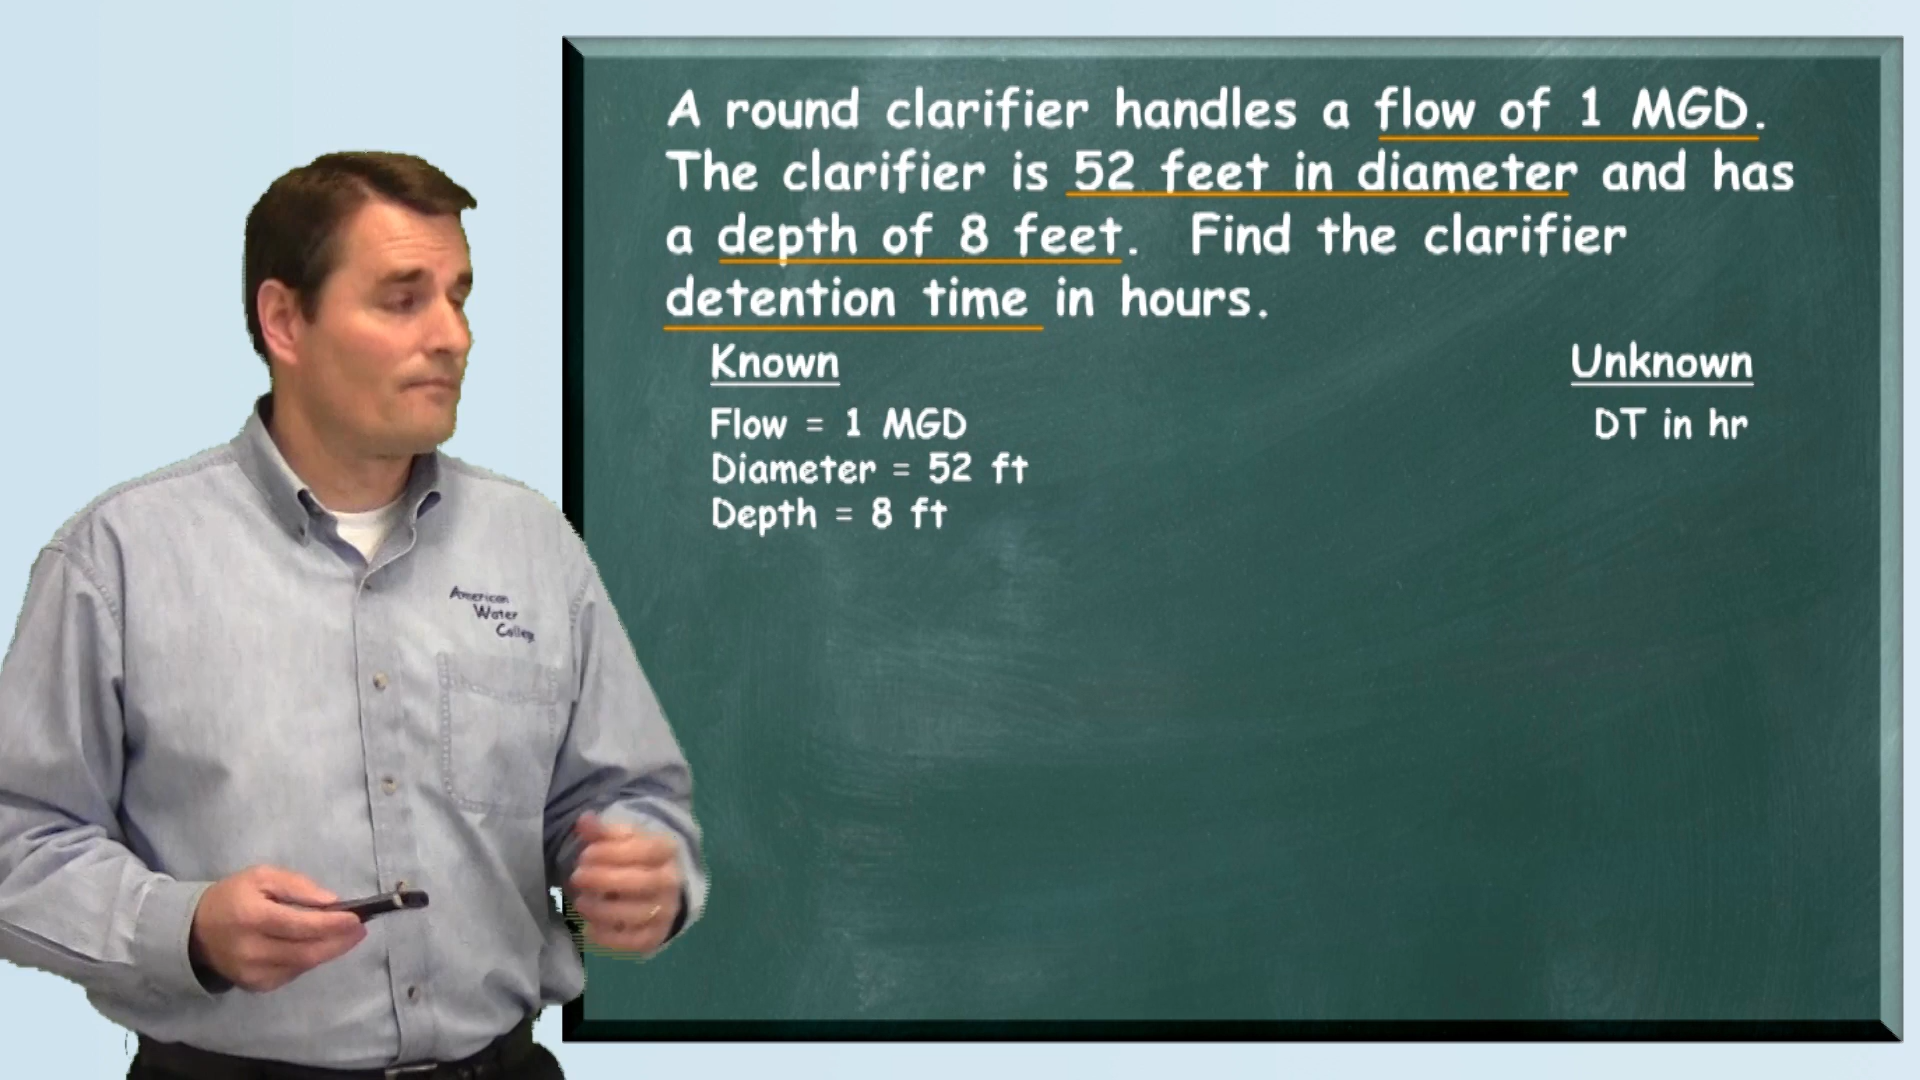 A round clarifier handles a flow of 1 MGD.
The clarifier is 52 feet in diameter and has
a depth of 8 feet. Find the clarifier
detention time in hours.
Known
Unknown
Flow = 1 MGD
DT in hr
Diameter = 52 ft
Depth = 8 ft
American
Water
College